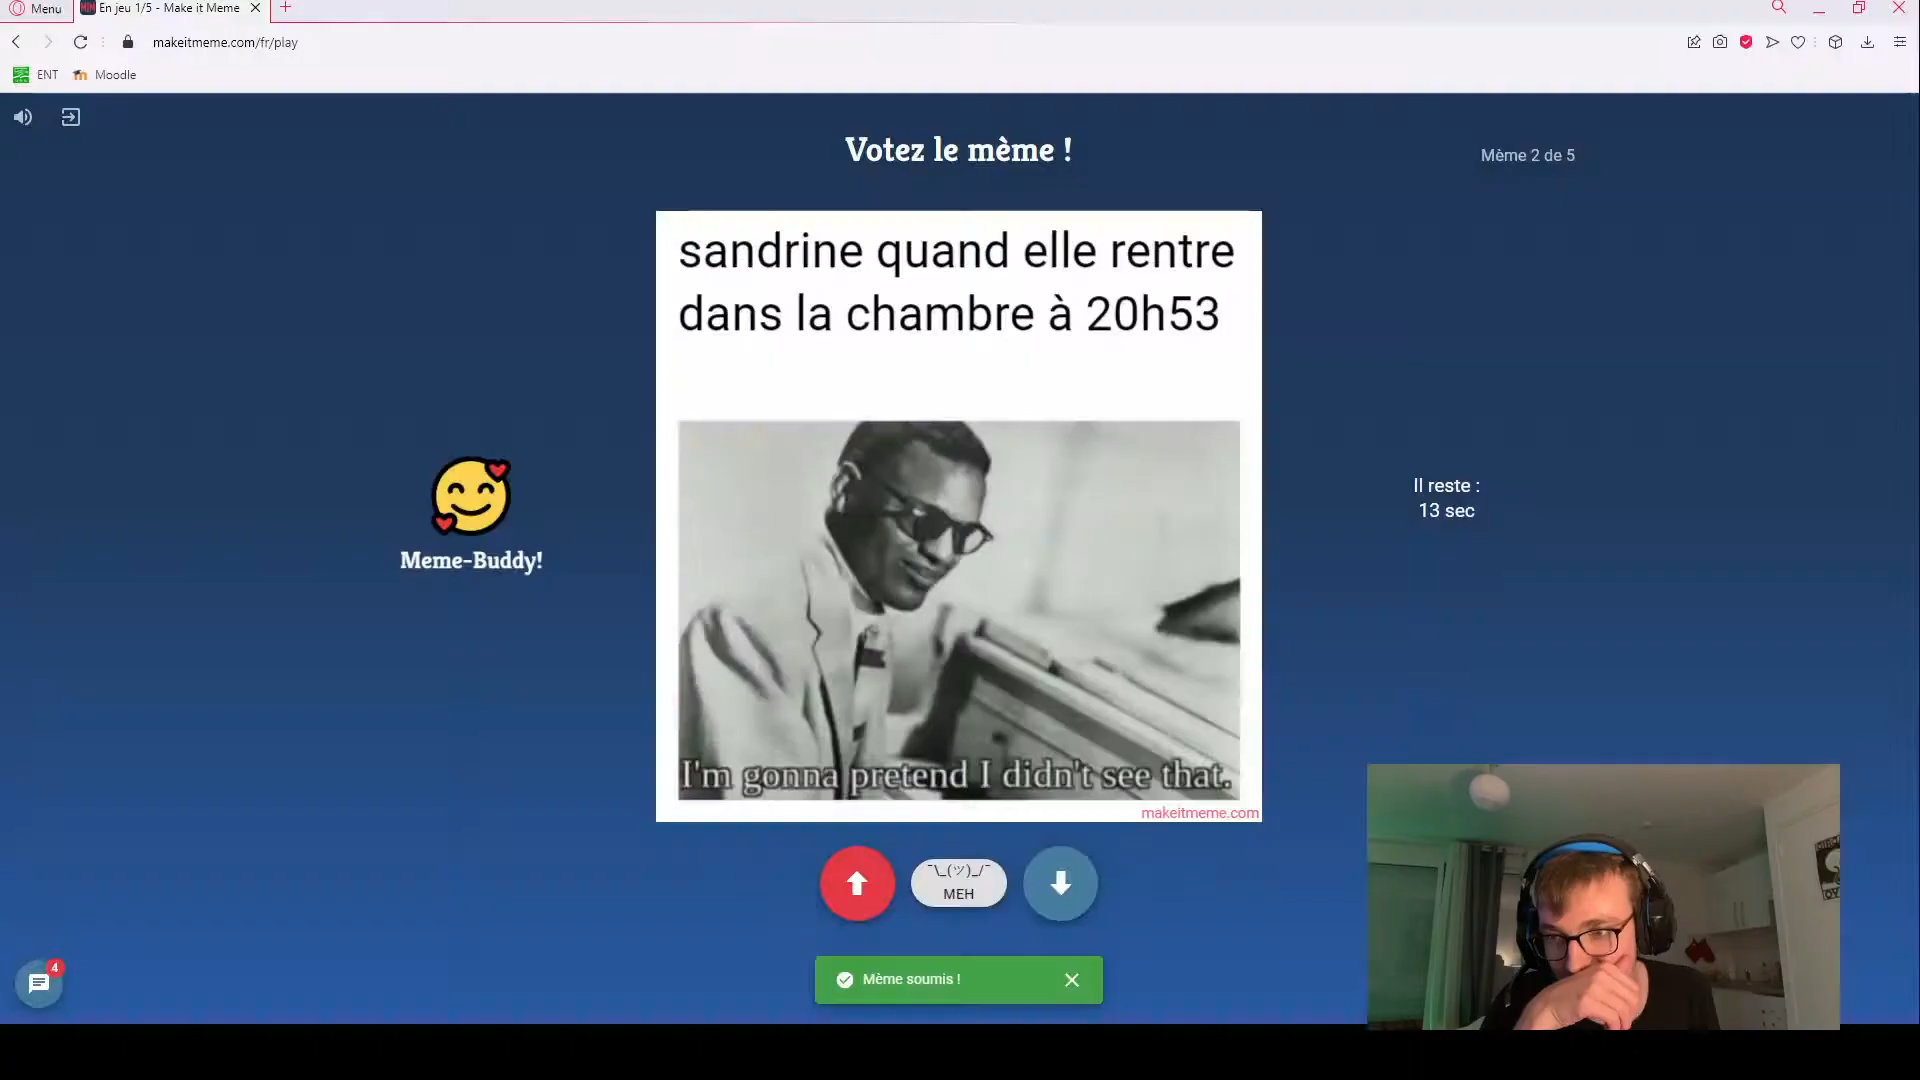 Menu
En jeu 1/5 - Make it Meme
makeitmeme.com/fr/play
ENT
Moodle
Votez le mème !
Mème 2 de 5
sandrine quand elle rentre
dans la chambre à 20h53
Meme-Buddy!
Il reste :
13 sec
I'm gonna pretend I didn't see that.
makeitmeme.com
¯\_(ツ)_/¯
MEH
4
Mème soumis !